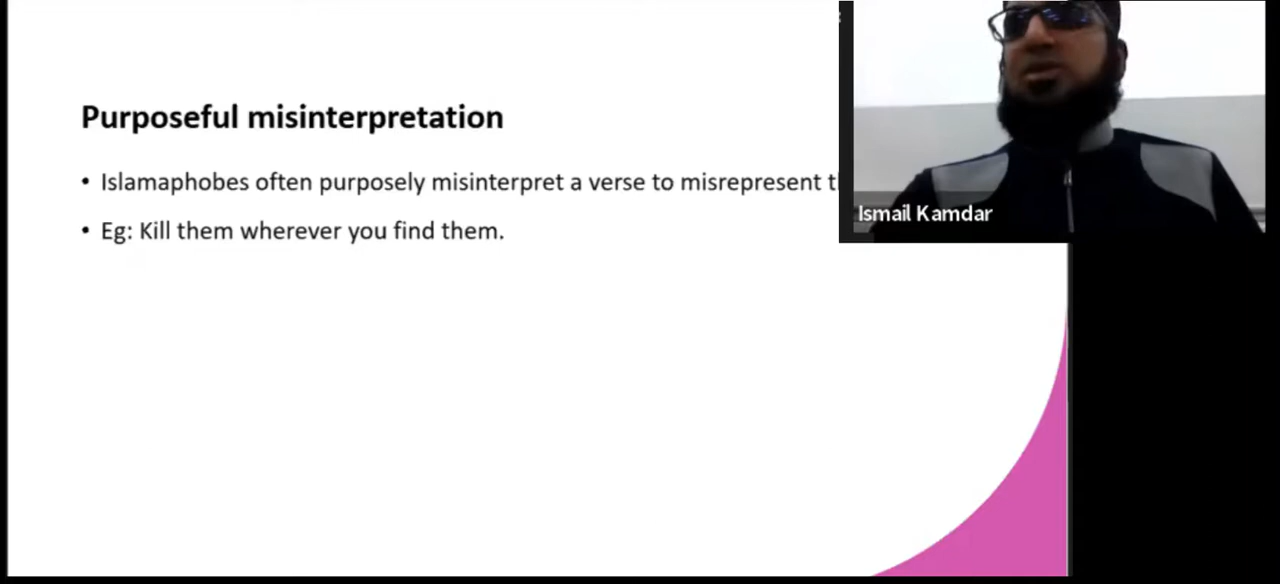 Purposeful misinterpretation
• Islamaphobes often purposely misinterpret a verse to misrepresent
• Eg: Kill them wherever you find them.
Ismail Kamdar